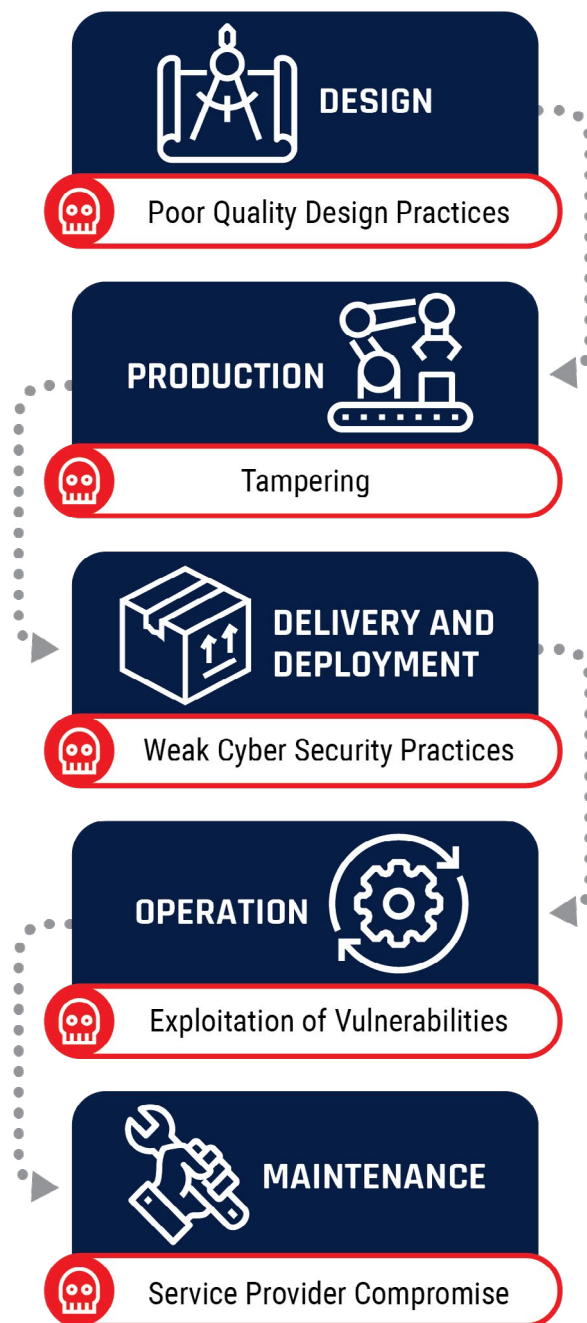 DESIGN
Poor Quality Design Practices
PRODUCTION
Tampering
DELIVERY AND
DEPLOYMENT
Weak Cyber Security Practices
OPERATION
Exploitation of Vulnerabilities
MAINTENANCE
Service Provider Compromise